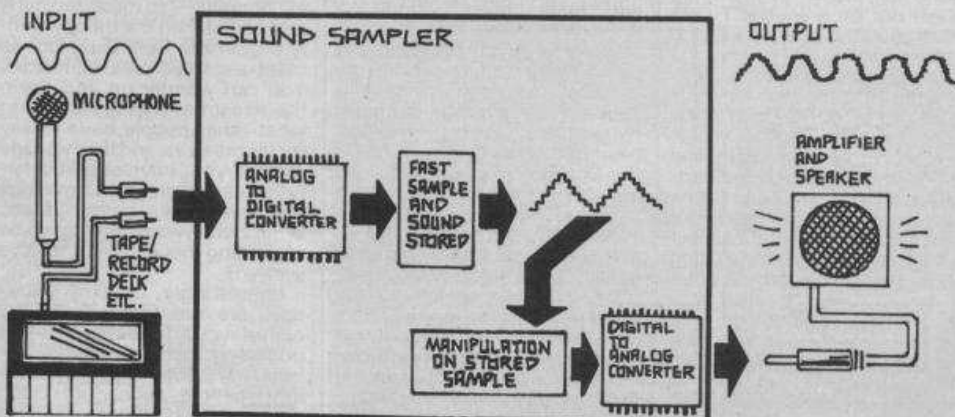 INPUT
MICROPHONE
TAPE/
RECORD
DECK
ETC.
SOUND SAMPLER
ANALOG
TO
DIGITAL
CONVERTER
FAST
SAMPLE
AND
SOUND
STORED
MANIPULATION
ON STORED
SAMPLE
DIGITAL
TO
ANALOG
CONVERTER
OUTPUT
AMPLIFIER
AND
SPEAKER